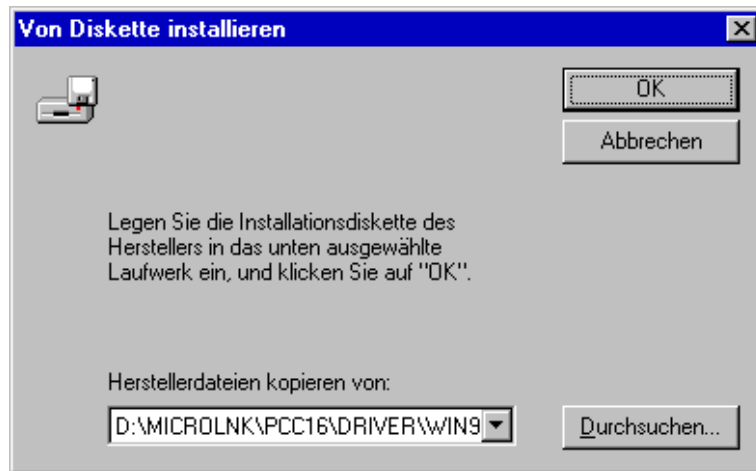 Von Diskette installieren
OK
Abbrechen
Legen Sie die Installationsdiskette des
Herstellers in das unten ausgewählte
Laufwerk ein, und klicken Sie auf "OK".
Herstellerdateien kopieren von:
D:\MICROLNK\PCC16\DRIVER\WIN9
Durchsuchen...